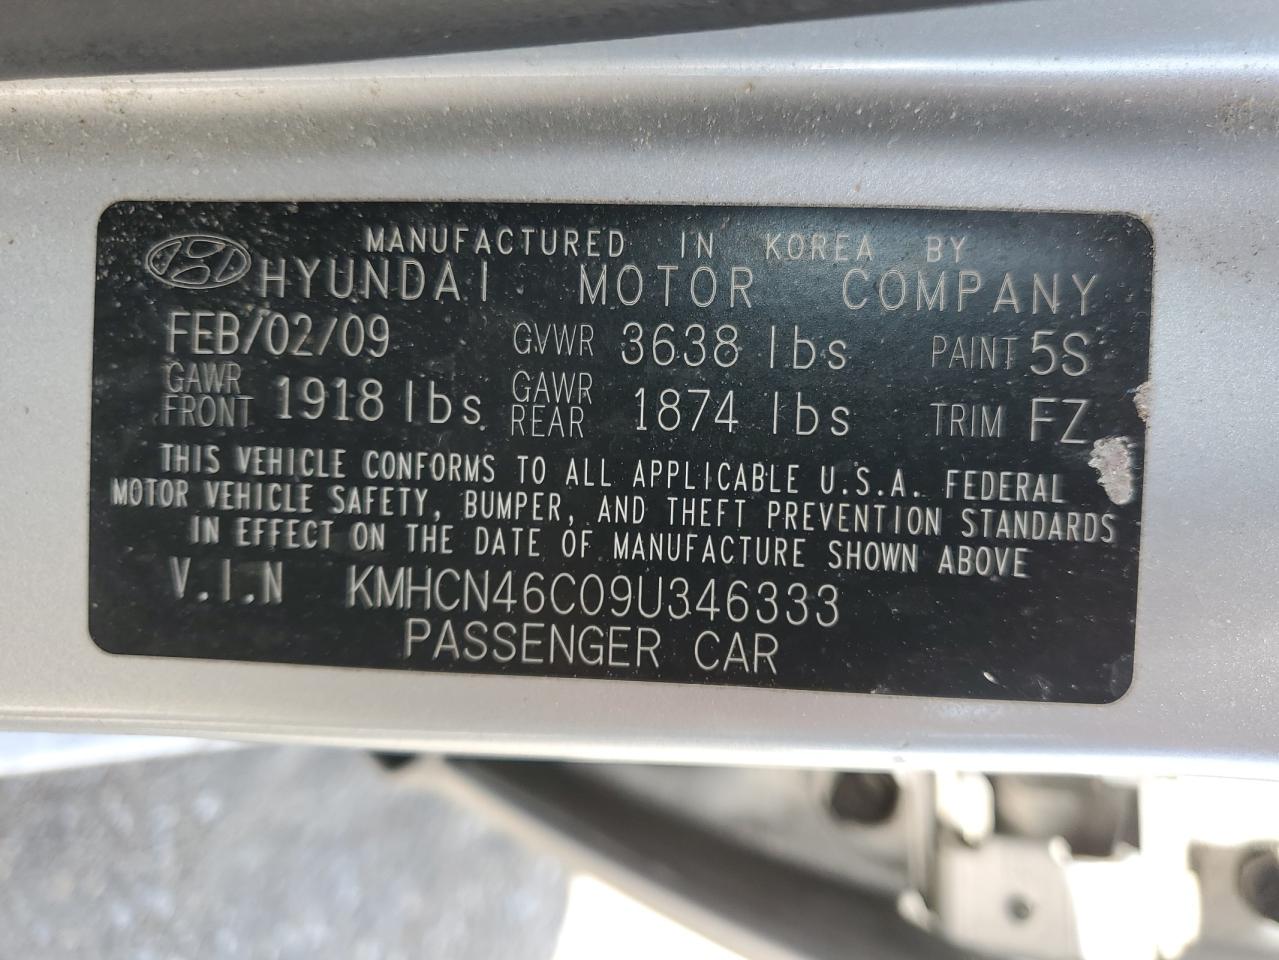 MANUFACTURED IN KOREA BY
HYUNDAI MOTOR COMPANY
FEB/02/09 GVWR 3638 lbs PAINT 5S
GAWR FRONT 1918 lbs GAWR REAR 1874 lbs TRIM FZ
THIS VEHICLE CONFORMS TO ALL APPLICABLE U.S.A. FEDERAL
MOTOR VEHICLE SAFETY, BUMPER, AND THEFT PREVENTION STANDARDS
IN EFFECT ON THE DATE OF MANUFACTURE SHOWN ABOVE
V.I.N KMHCN46C09U346333
PASSENGER CAR